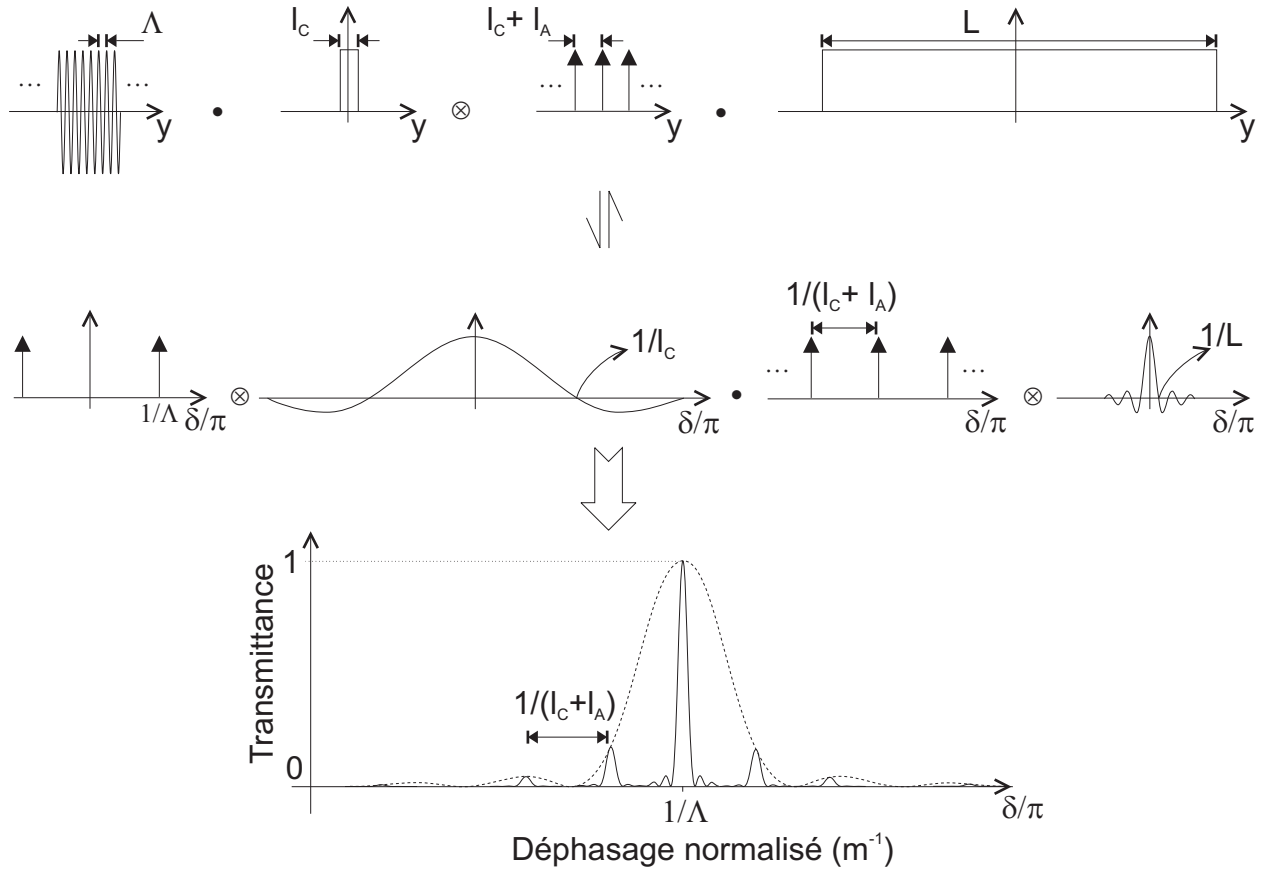 Λ
l_C
l_C + l_A
L
... ...
... ...
y • y ⊗ y • y
1/(l_C + l_A)
1/l_C
1/L
... ...
1/Λ δ/π ⊗ δ/π • δ/π ⊗ δ/π
Transmittance
1
1/(l_C+l_A)
0
1/Λ
δ/π
Déphasage normalisé (m⁻¹)